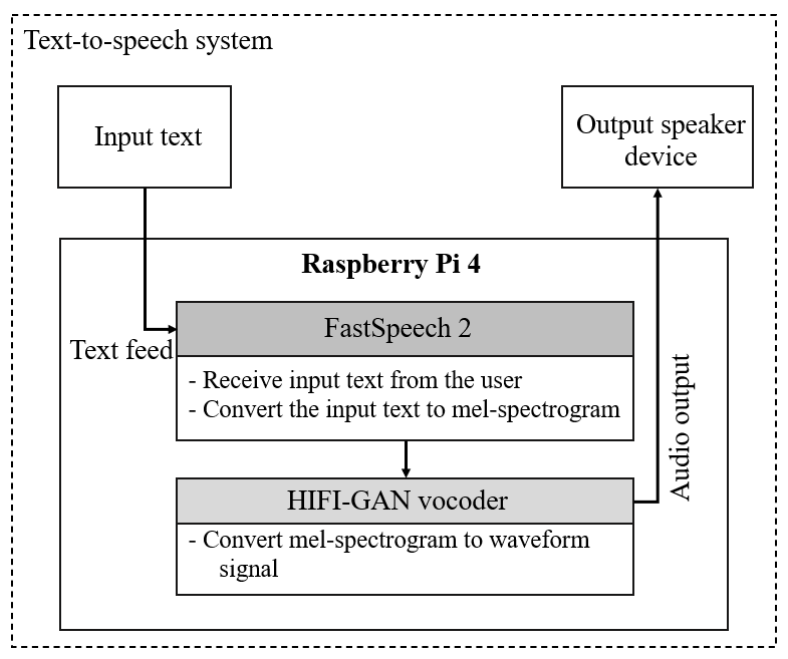 Text-to-speech system
Input text
Output speaker
device
Raspberry Pi 4
FastSpeech 2
Text feed
- Receive input text from the user
- Convert the input text to mel-spectrogram
Audio output
HIFI-GAN vocoder
- Convert mel-spectrogram to waveform
signal